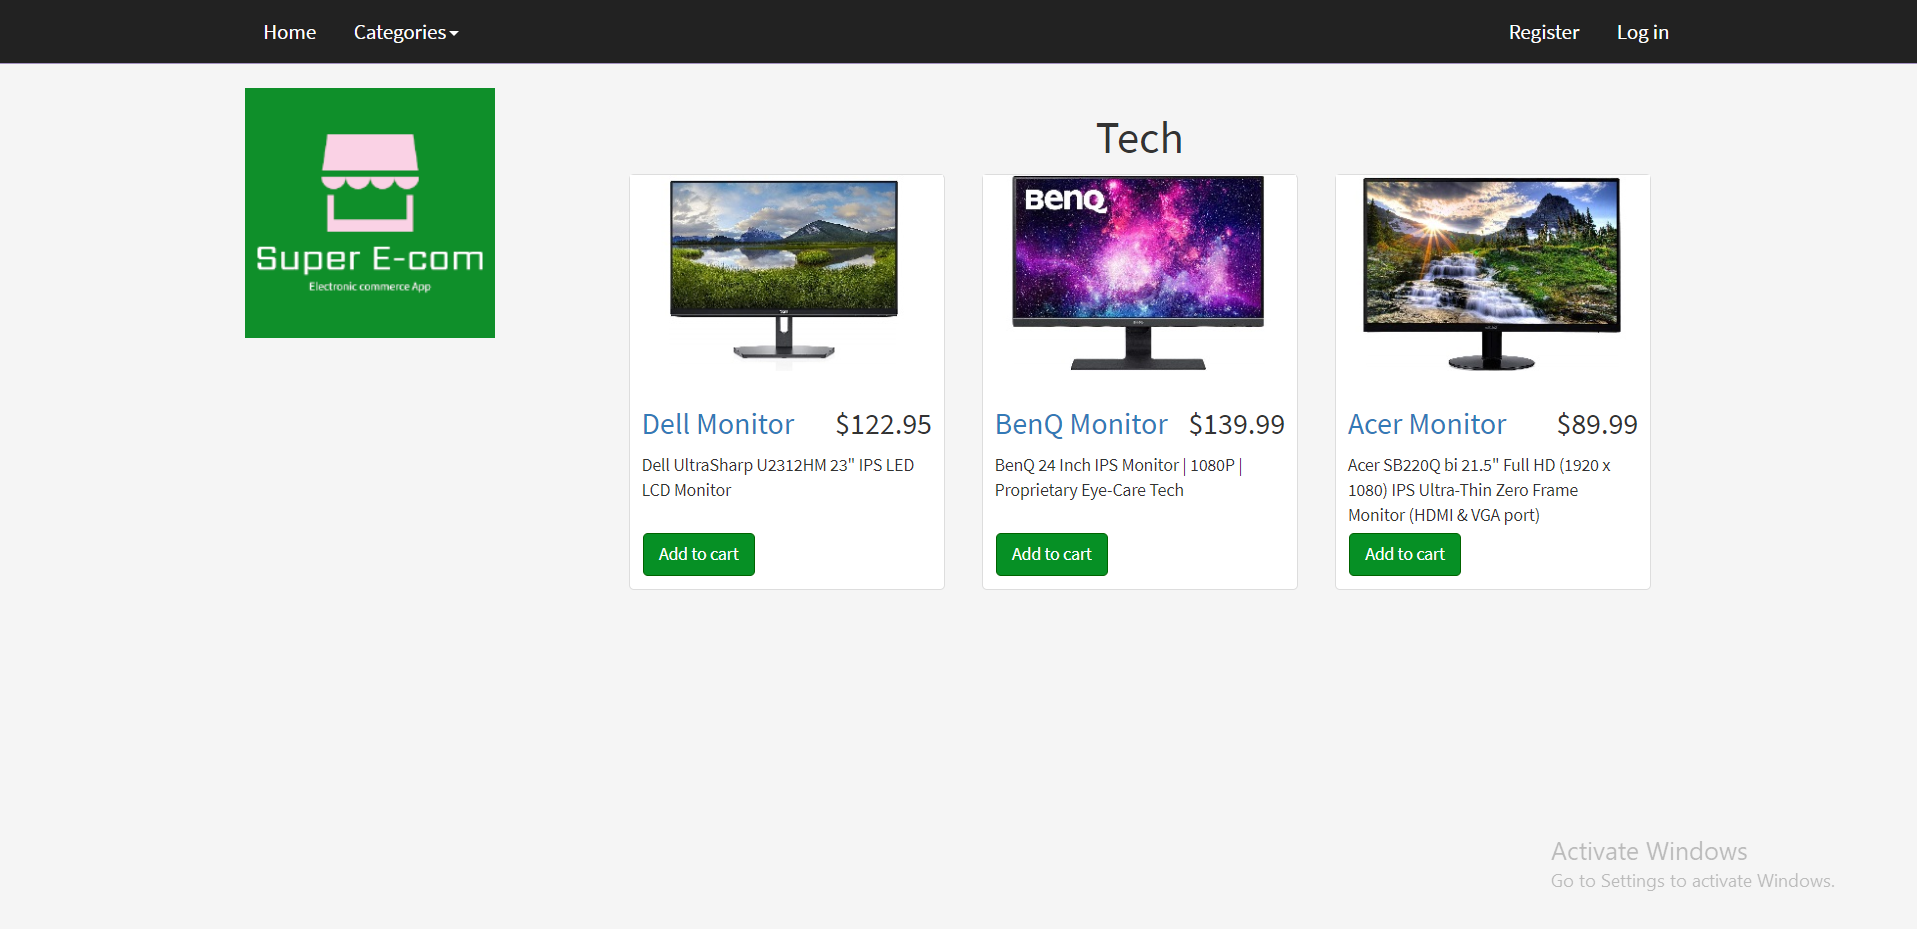 Home
Categories
Register
Log in
Super E-com
Electronic commerce App
Tech
BenQ
Dell Monitor
$122.95
Dell UltraSharp U2312HM 23" IPS LED
LCD Monitor
Add to cart
BenQ Monitor
$139.99
BenQ 24 Inch IPS Monitor | 1080P |
Proprietary Eye-Care Tech
Add to cart
Acer Monitor
$89.99
Acer SB220Q bi 21.5" Full HD (1920 x
1080) IPS Ultra-Thin Zero Frame
Monitor (HDMI & VGA port)
Add to cart
Activate Windows
Go to Settings to activate Windows.